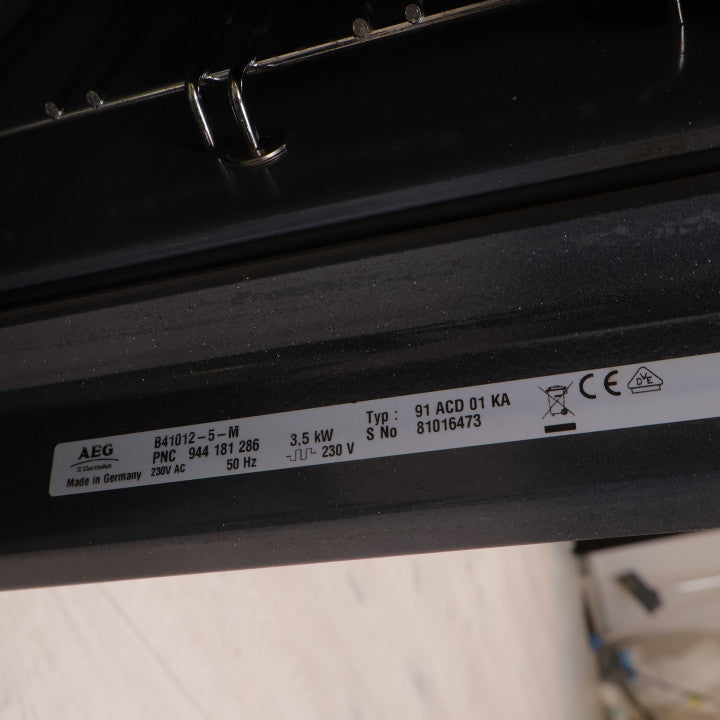 AEG
Electrolux
Made in Germany
B41012-5-M
PNC 944 181 286
230V AC 50 Hz
3,5 kW
230 V
Typ : 91 ACD 01 KA
S No 81016473
CE
DVE